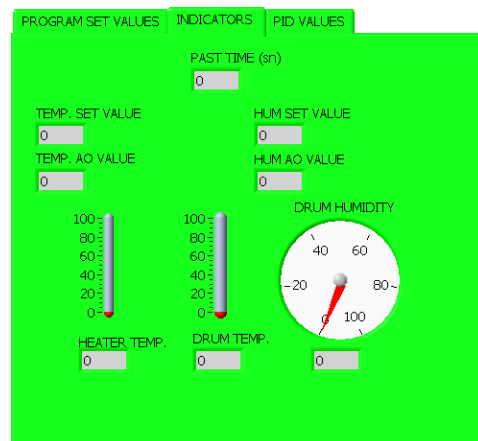 PROGRAM SET VALUES INDICATORS PID VALUES
PAST TIME (sn)
0
TEMP. SET VALUE HUM SET VALUE
0 0
TEMP. AO VALUE HUM AO VALUE
0 0
DRUM HUMIDITY
100 100
80 80
60 60
40 40
20 20
0 0
40 60
20 80
0 100
HEATER TEMP. DRUM TEMP.
0 0 0